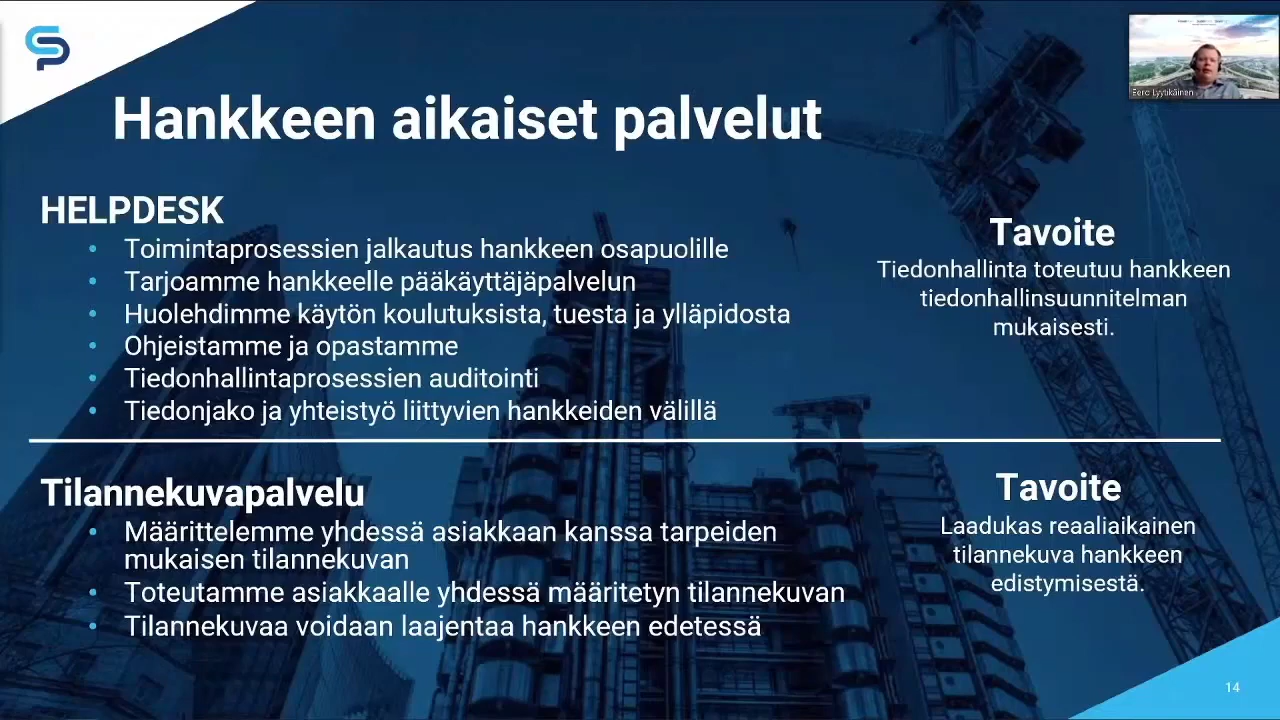 Hankkeen aikaiset palvelut
HELPDESK
Toimintaprosessien jalkautus hankkeen osapuolille
Tarjoamme hankkeelle pääkäyttäjäpalvelun
Huolehdimme käytön koulutuksista, tuesta ja ylläpidosta
Ohjeistamme ja opastamme
Tiedonhallintaprosessien auditointi
Tiedonjako ja yhteistyö liittyvien hankkeiden välillä
Tavoite
Tiedonhallinta toteutuu hankkeen
tiedonhallinsuunnitelman
mukaisesti.
Tilannekuvapalvelu
Määrittelemme yhdessä asiakkaan kanssa tarpeiden
mukaisen tilannekuvan
Toteutamme asiakkaalle yhdessä määritetyn tilannekuvan
Tilannekuvaa voidaan laajentaa hankkeen edetessä
Tavoite
Laadukas reaaliaikainen
tilannekuva hankkeen
edistymisestä.
Eero Lyytikäinen
14